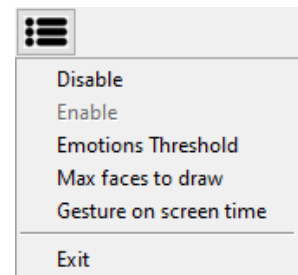 Disable
Enable
Emotions Threshold
Max faces to draw
Gesture on screen time
Exit